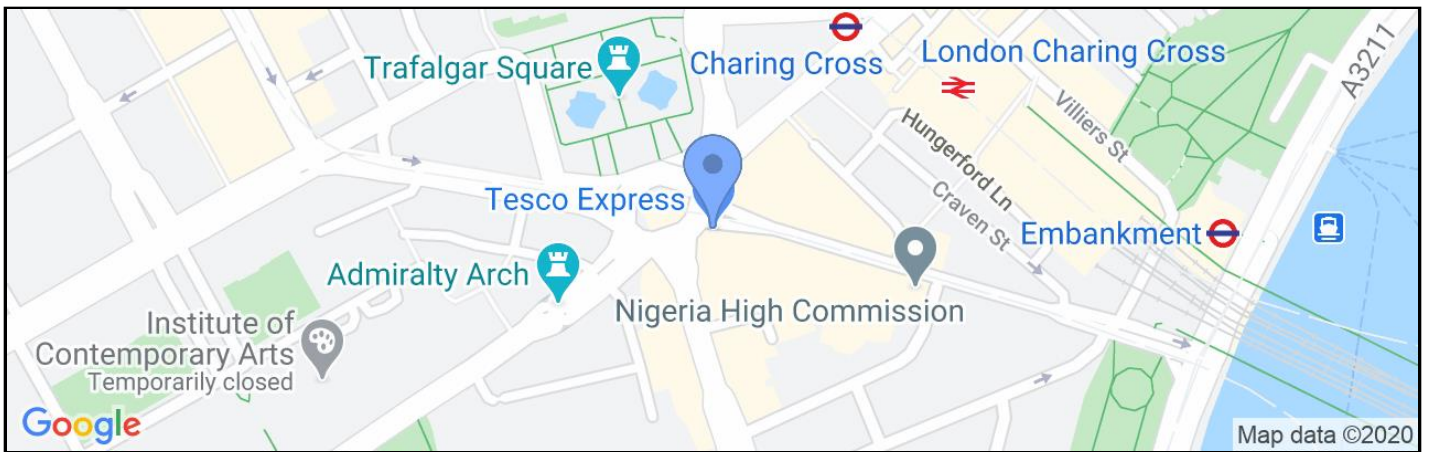 Trafalgar Square
Charing Cross
London Charing Cross
A3211
Villiers St
Hungerford Ln
Craven St
Tesco Express
Embankment
Admiralty Arch
Nigeria High Commission
Institute of
Contemporary Arts
Temporarily closed
Google
Map data ©2020